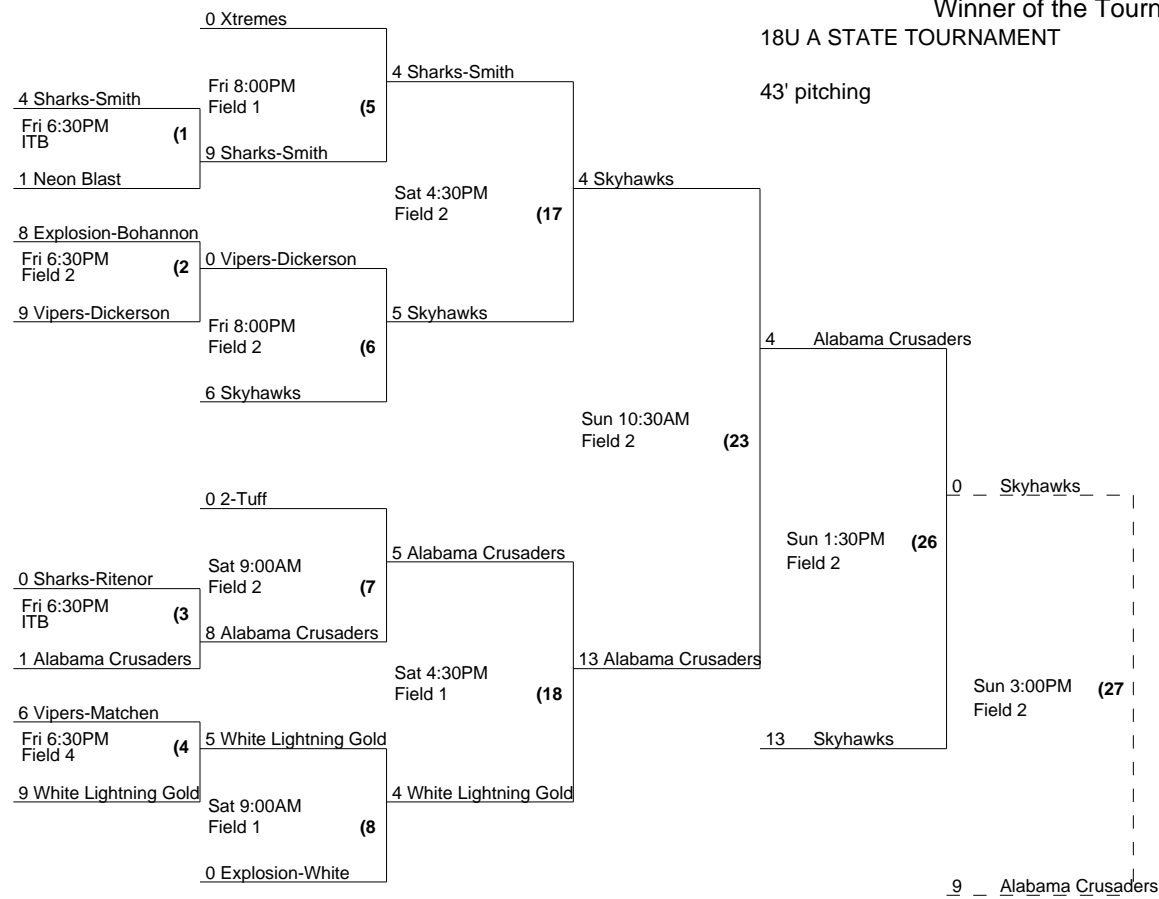 Winner of the Tourn
18U A STATE TOURNAMENT
43' pitching
0 Xtremes
Fri 8:00PM
Field 1 (5
4 Sharks-Smith
4 Sharks-Smith
Fri 6:30PM
ITB (1
9 Sharks-Smith
1 Neon Blast
Sat 4:30PM
Field 2 (17
4 Skyhawks
8 Explosion-Bohannon
Fri 6:30PM
Field 2 (2
0 Vipers-Dickerson
9 Vipers-Dickerson
Fri 8:00PM
Field 2 (6
5 Skyhawks
6 Skyhawks
4 Alabama Crusaders
Sun 10:30AM
Field 2 (23
0 2-Tuff
Sat 9:00AM
Field 2 (7
5 Alabama Crusaders
0 Sharks-Ritenor
Fri 6:30PM
ITB (3
8 Alabama Crusaders
1 Alabama Crusaders
Sat 4:30PM
Field 1 (18
13 Alabama Crusaders
6 Vipers-Matchen
Fri 6:30PM
Field 4 (4
5 White Lightning Gold
9 White Lightning Gold
Sat 9:00AM
Field 1 (8
4 White Lightning Gold
0 Explosion-White
0 Skyhawks
Sun 1:30PM (26
Field 2
13 Skyhawks
Sun 3:00PM (27
Field 2
9 Alabama Crusaders